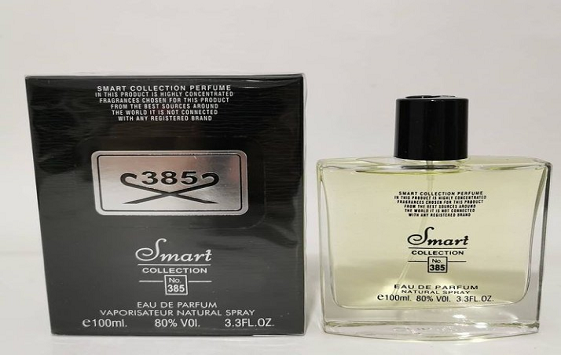 SMART COLLECTION PERFUME
IN THIS PRODUCT IS HIGHLY CONCENTRATED
FRAGRANCES CHOSEN FOR THIS PRODUCT
FROM THE BEST SOURCES AROUND
THE WORLD IT IS NOT CONNECTED
WITH ANY REGISTERED BRAND
385
Smart
COLLECTION
No.
385
EAU DE PARFUM
VAPORISATEUR NATURAL SPRAY
℮100ml. 80% VOl. 3.3FL.OZ.
SMART COLLECTION PERFUME
IN THIS PRODUCT IS HIGHLY CONCENTRATED
FRAGRANCES CHOSEN FOR THIS PRODUCT
FROM THE BEST SOURCES AROUND
THE WORLD IT IS NOT CONNECTED
WITH ANY REGISTERED BRAND
Smart
COLLECTION
No.
385
EAU DE PARFUM
NATURAL SPRAY
℮100ml. 80% VOl. 3.3FL.OZ.